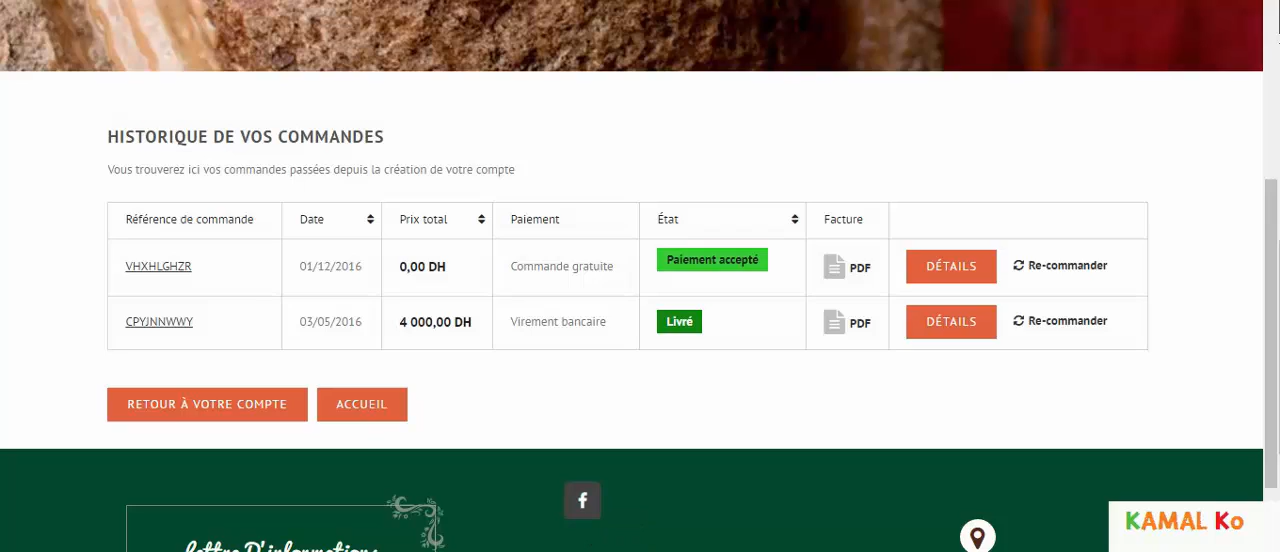 HISTORIQUE DE VOS COMMANDES
Vous trouverez ici vos commandes passées depuis la création de votre compte
Référence de commande Date Prix total Paiement État Facture
VHXHLGHZR 01/12/2016 0,00 DH Commande gratuite Paiement accepté PDF DÉTAILS Re-commander
CPYJNNWWY 03/05/2016 4 000,00 DH Virement bancaire Livré PDF DÉTAILS Re-commander
RETOUR À VOTRE COMPTE ACCUEIL
f
KAMAL Ko
lettre D'informations